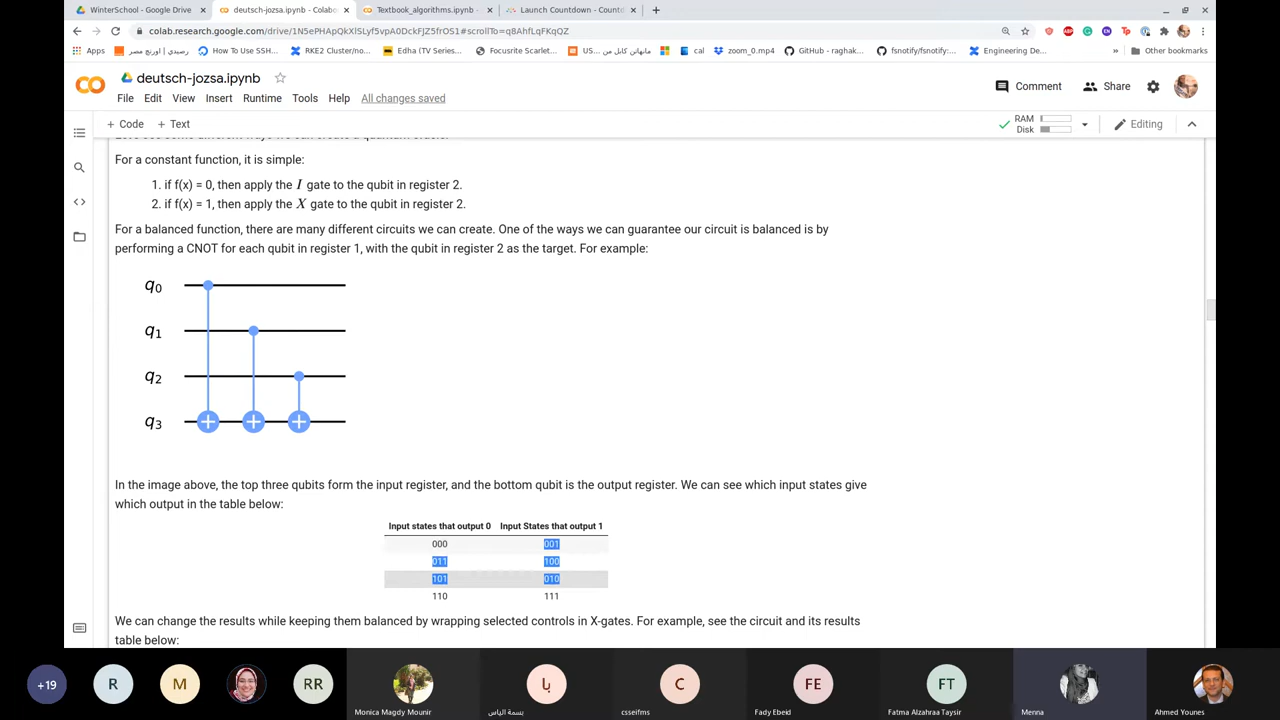 WinterSchool - Google Drive
deutsch-jozsa.ipynb - Colabo
Textbook_algorithms.ipynb - C
Launch Countdown - Countd
colab.research.google.com/drive/1N5ePHApQkXlSLyf5vpA0DckFJZ5frOS1#scrollTo=q8AhfLqFKqQZ
Apps
رصيدي | اورنچ مصر
How To Use SSH...
RKE2 Cluster/no...
Edha (TV Series...
Focusrite Scarlet...
US...
cal
zoom_0.mp4
GitHub - raghak...
fsnotify/fsnotify:...
Engineering De...
»
Other bookmarks
deutsch-jozsa.ipynb
Comment
Share
File Edit View Insert Runtime Tools Help All changes saved
+ Code + Text
RAM
Disk
Editing
For a constant function, it is simple:
1. if f(x) = 0, then apply the I gate to the qubit in register 2.
2. if f(x) = 1, then apply the X gate to the qubit in register 2.
For a balanced function, there are many different circuits we can create. One of the ways we can guarantee our circuit is balanced is by
performing a CNOT for each qubit in register 1, with the qubit in register 2 as the target. For example:
q0
q1
q2
q3
In the image above, the top three qubits form the input register, and the bottom qubit is the output register. We can see which input states give
which output in the table below:
Input states that output 0 Input States that output 1
000 001
011 100
101 010
110 111
We can change the results while keeping them balanced by wrapping selected controls in X-gates. For example, see the circuit and its results
table below:
+19
R
M
RR
با
C
FE
FT
Monica Magdy Mounir
بسمة الياس
csseifms
Fady Ebeid
Fatma Alzahraa Taysir
Menna
Ahmed Younes